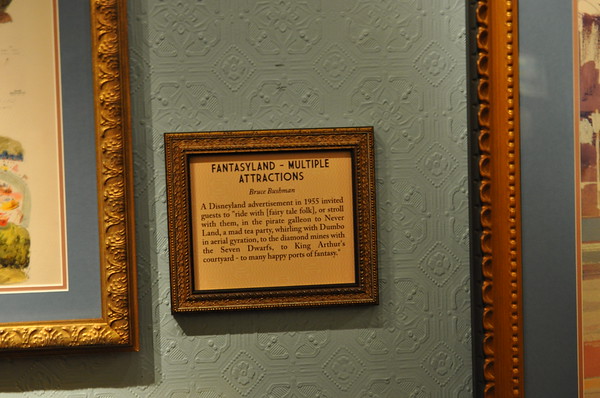 FANTASYLAND - MULTIPLE
ATTRACTIONS
Bruce Bushman
A Disneyland advertisement in 1955 invited
guests to "ride with [fairy tale folk], or stroll
with them, in the pirate galleon to Never
Land, a mad tea party, whirling with Dumbo
in aerial gyration, to the diamond mines with
the Seven Dwarfs, to King Arthur's
courtyard - to many happy ports of fantasy."